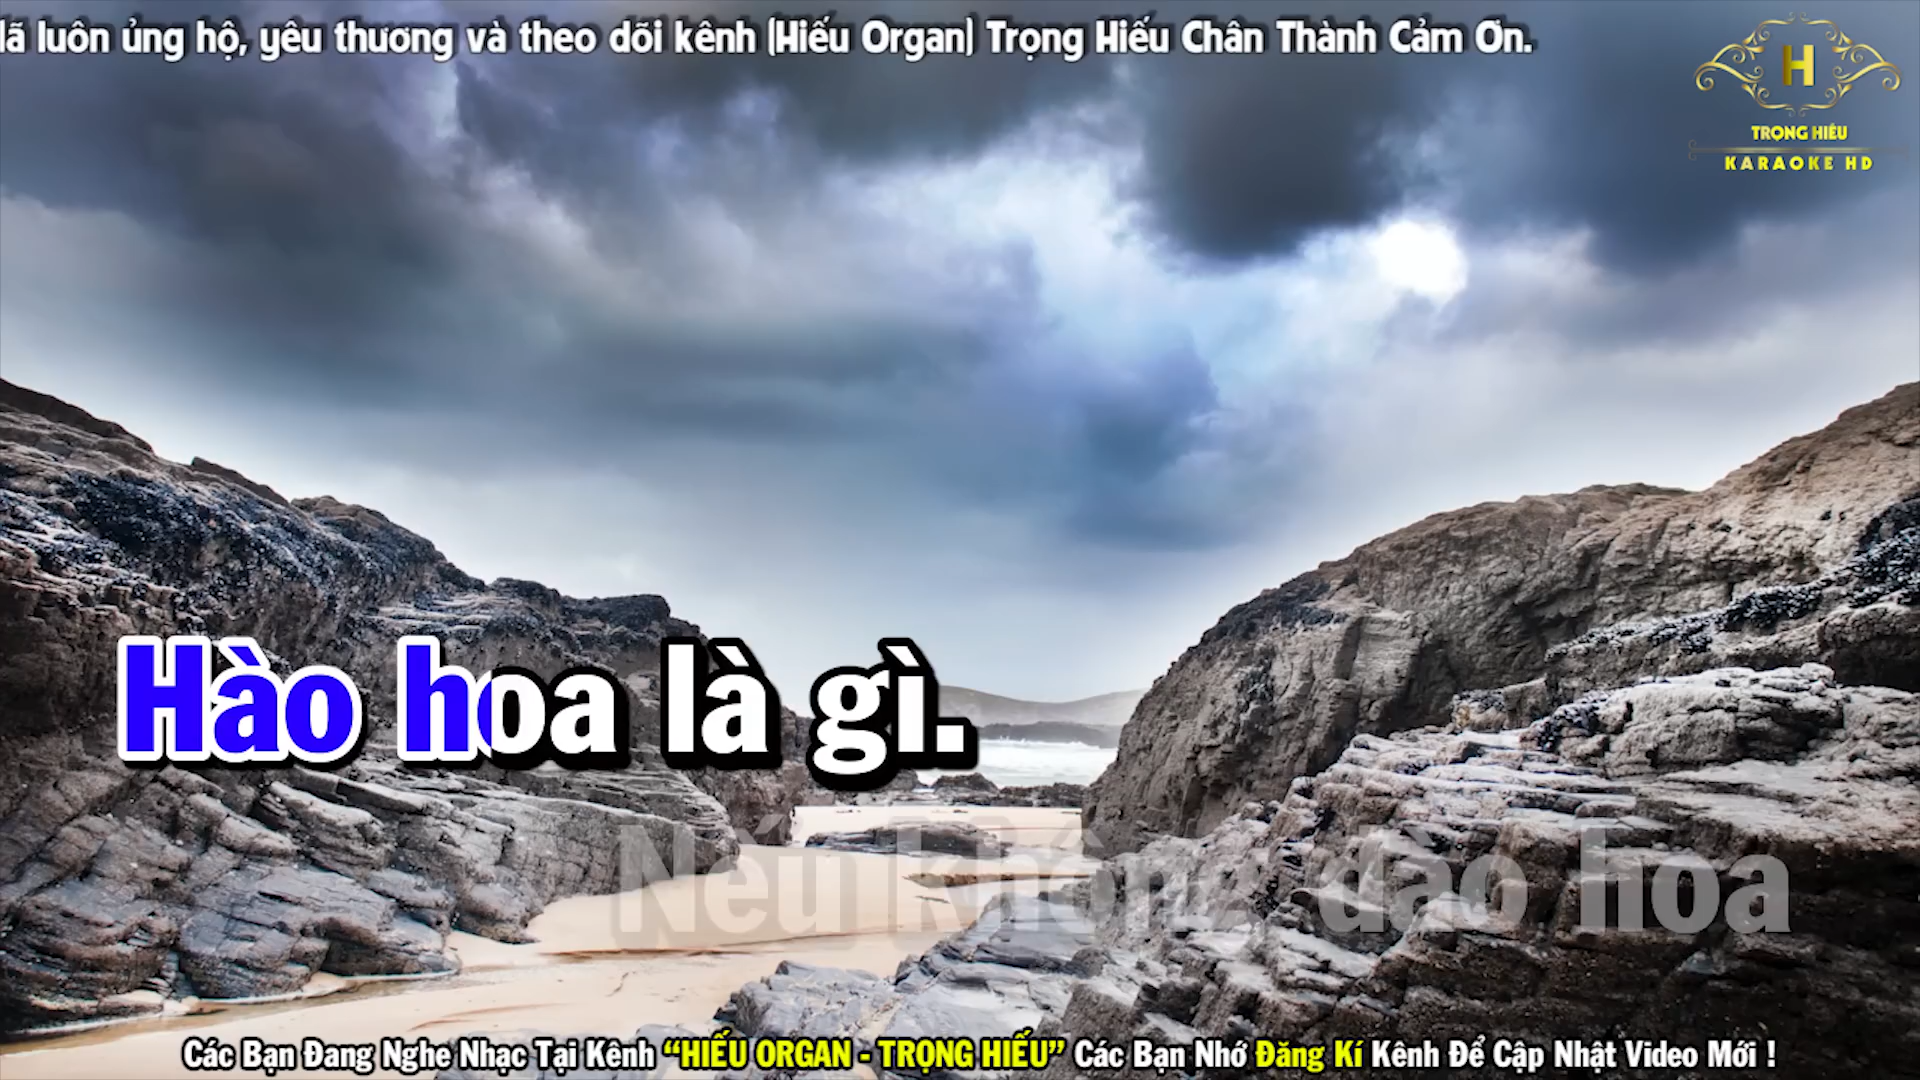 luôn ủng hộ, yêu thương và theo dõi kênh (Hiếu Organ) Trọng Hiếu Chân Thành Cảm Ơn.
H
TRỌNG HIẾU
KARAOKE HD
Hào hoa là gì.
Nếu không đào hoa
Các Bạn Đang Nghe Nhạc Tại Kênh “HIẾU ORGAN - TRỌNG HIẾU” Các Bạn Nhớ Đăng Kí Kênh Để Cập Nhật Video Mới !